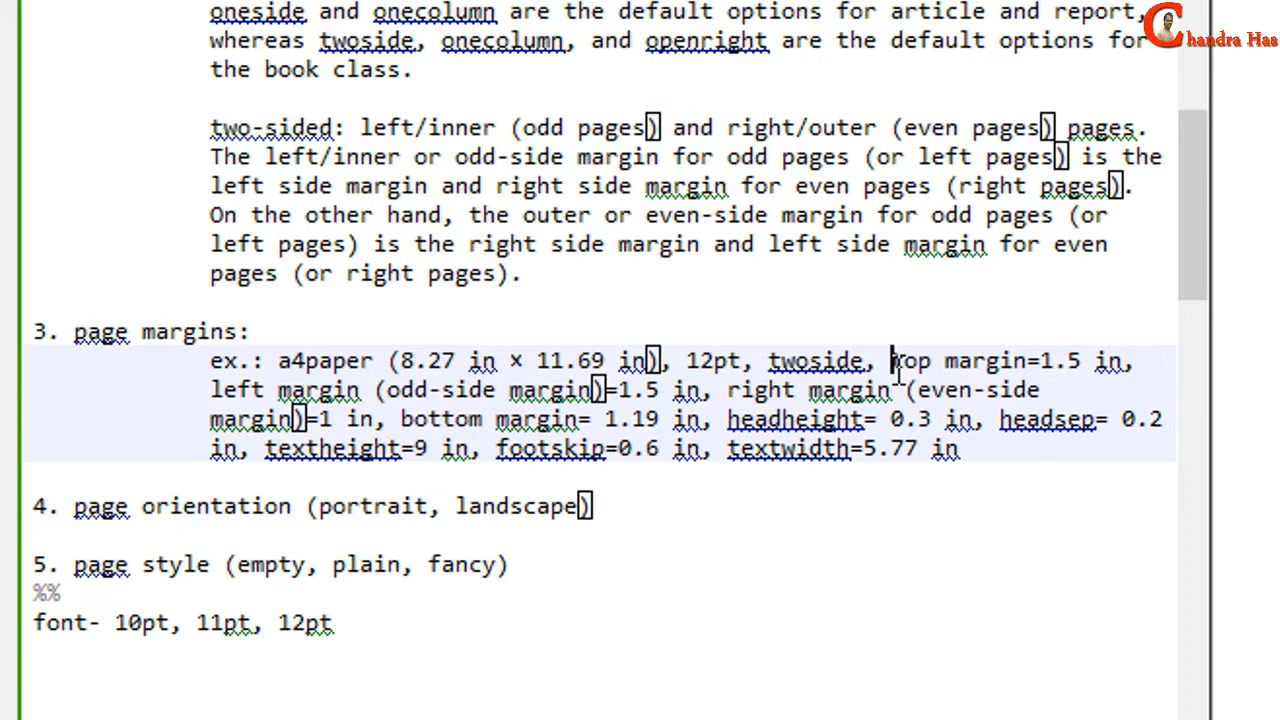 oneside and onecolumn are the default options for article and report,
whereas twoside, onecolumn, and openright are the default options for
the book class.
two-sided: left/inner (odd pages) and right/outer (even pages) pages.
The left/inner or odd-side margin for odd pages (or left pages) is the
left side margin and right side margin for even pages (right pages).
On the other hand, the outer or even-side margin for odd pages (or
left pages) is the right side margin and left side margin for even
pages (or right pages).
3. page margins:
ex.: a4paper (8.27 in × 11.69 in), 12pt, twoside, top margin=1.5 in,
left margin (odd-side margin)=1.5 in, right margin (even-side
margin)=1 in, bottom margin= 1.19 in, headheight= 0.3 in, headsep= 0.2
in, textheight=9 in, footskip=0.6 in, textwidth=5.77 in
4. page orientation (portrait, landscape)
5. page style (empty, plain, fancy)
%%
font- 10pt, 11pt, 12pt
Chandra Has